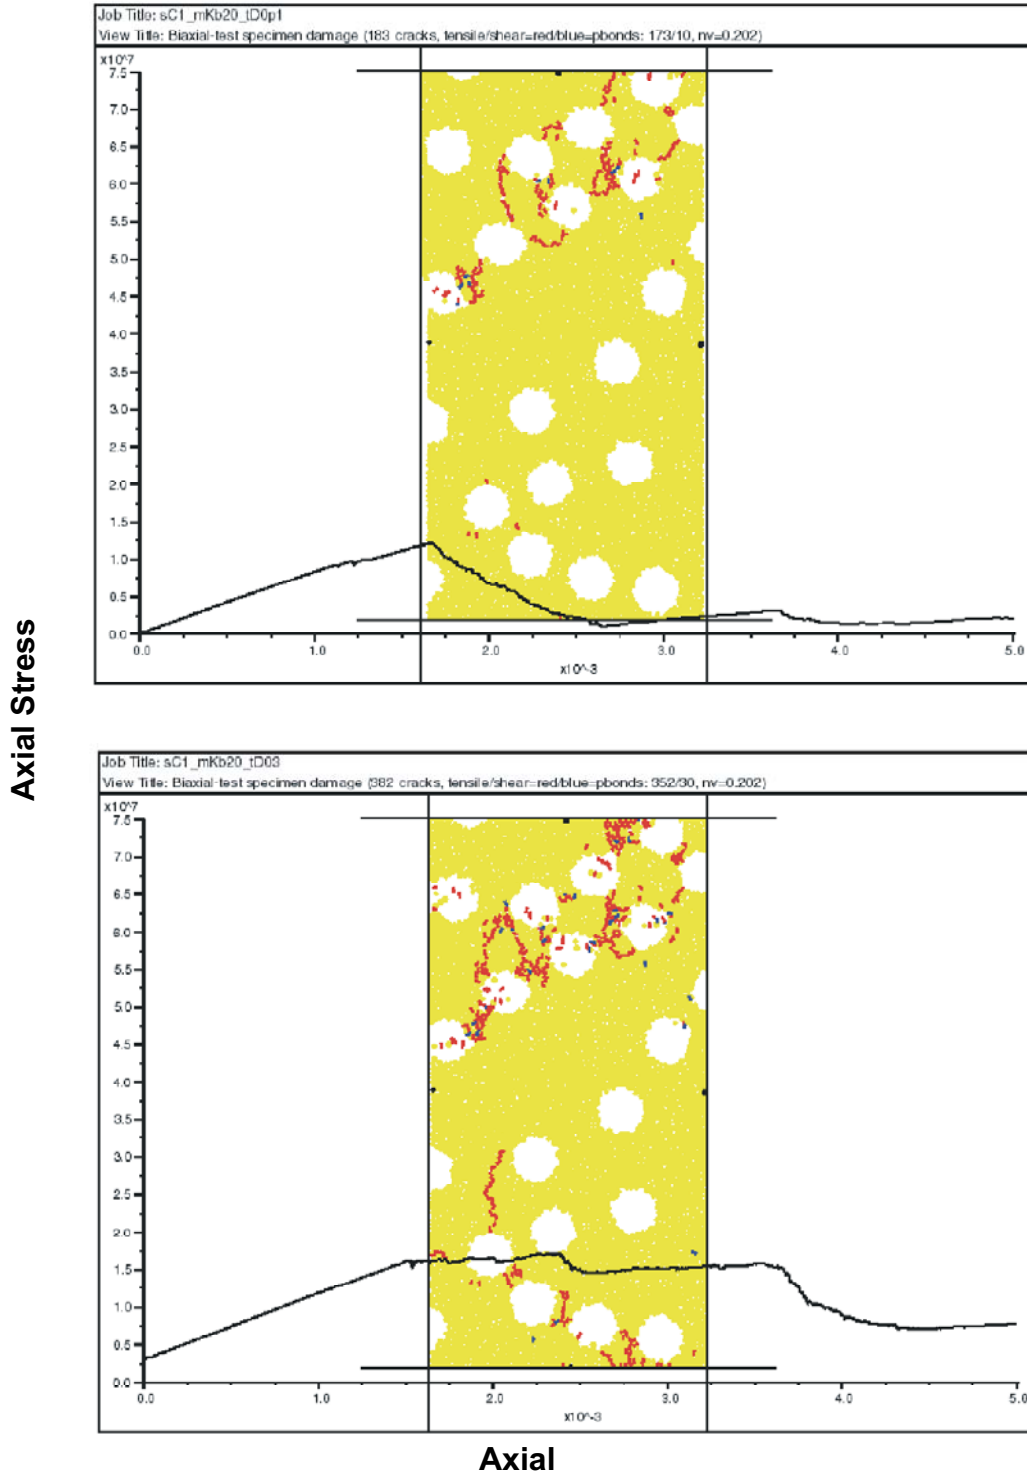 Job Title: sC1_mKb20_tD0p1
View Title: Biaxial-test specimen damage (183 cracks, tensile/shear=red/blue=pbonds: 173/10, nv=0.202)
x10^7
7.5
7.0
6.5
6.0
5.5
5.0
4.5
4.0
3.5
3.0
2.5
2.0
1.5
1.0
0.5
0.0
0.0 1.0 2.0 3.0 4.0 5.0
x10^-3
Axial Stress
Job Title: sC1_mKb20_tD03
View Title: Biaxial-test specimen damage (382 cracks, tensile/shear=red/blue=pbonds: 352/30, nv=0.202)
x10^7
7.5
7.0
6.5
6.0
5.5
5.0
4.5
4.0
3.5
3.0
2.5
2.0
1.5
1.0
0.5
0.0
0.0 1.0 2.0 3.0 4.0 5.0
x10^-3
Axial